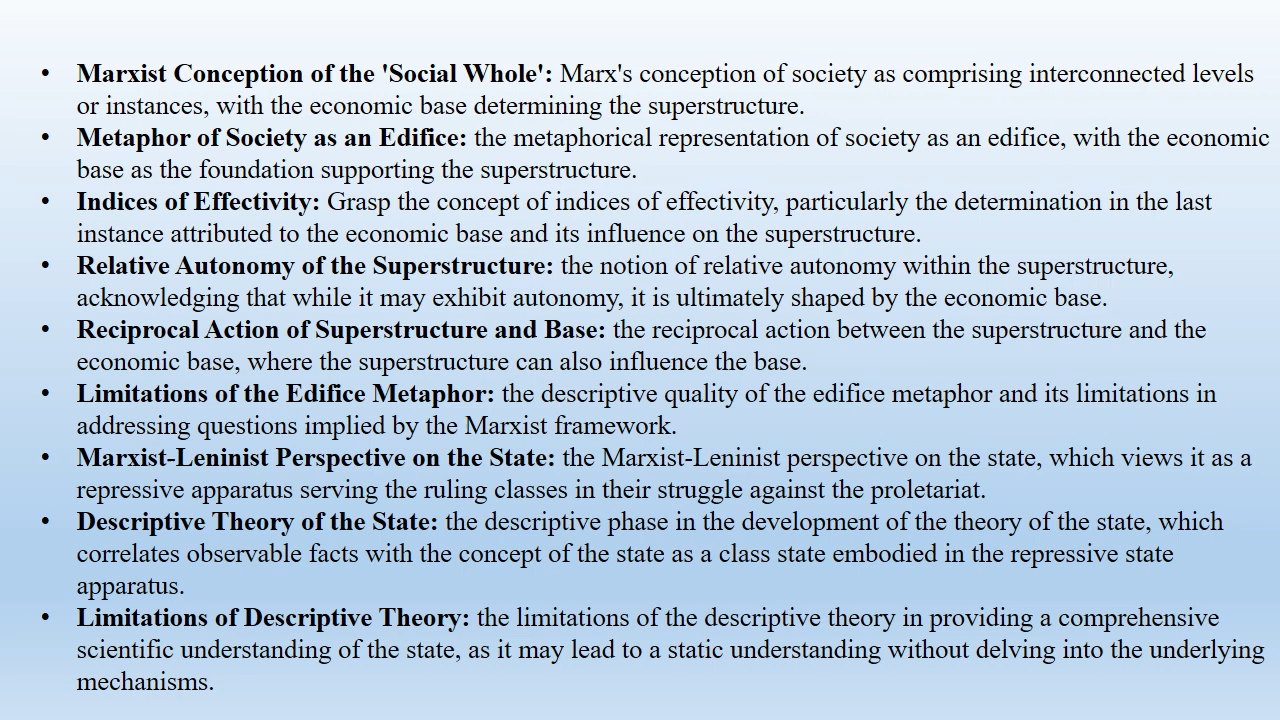 • Marxist Conception of the 'Social Whole': Marx's conception of society as comprising interconnected levels
or instances, with the economic base determining the superstructure.
• Metaphor of Society as an Edifice: the metaphorical representation of society as an edifice, with the economic
base as the foundation supporting the superstructure.
• Indices of Effectivity: Grasp the concept of indices of effectivity, particularly the determination in the last
instance attributed to the economic base and its influence on the superstructure.
• Relative Autonomy of the Superstructure: the notion of relative autonomy within the superstructure,
acknowledging that while it may exhibit autonomy, it is ultimately shaped by the economic base.
• Reciprocal Action of Superstructure and Base: the reciprocal action between the superstructure and the
economic base, where the superstructure can also influence the base.
• Limitations of the Edifice Metaphor: the descriptive quality of the edifice metaphor and its limitations in
addressing questions implied by the Marxist framework.
• Marxist-Leninist Perspective on the State: the Marxist-Leninist perspective on the state, which views it as a
repressive apparatus serving the ruling classes in their struggle against the proletariat.
• Descriptive Theory of the State: the descriptive phase in the development of the theory of the state, which
correlates observable facts with the concept of the state as a class state embodied in the repressive state
apparatus.
• Limitations of Descriptive Theory: the limitations of the descriptive theory in providing a comprehensive
scientific understanding of the state, as it may lead to a static understanding without delving into the underlying
mechanisms.